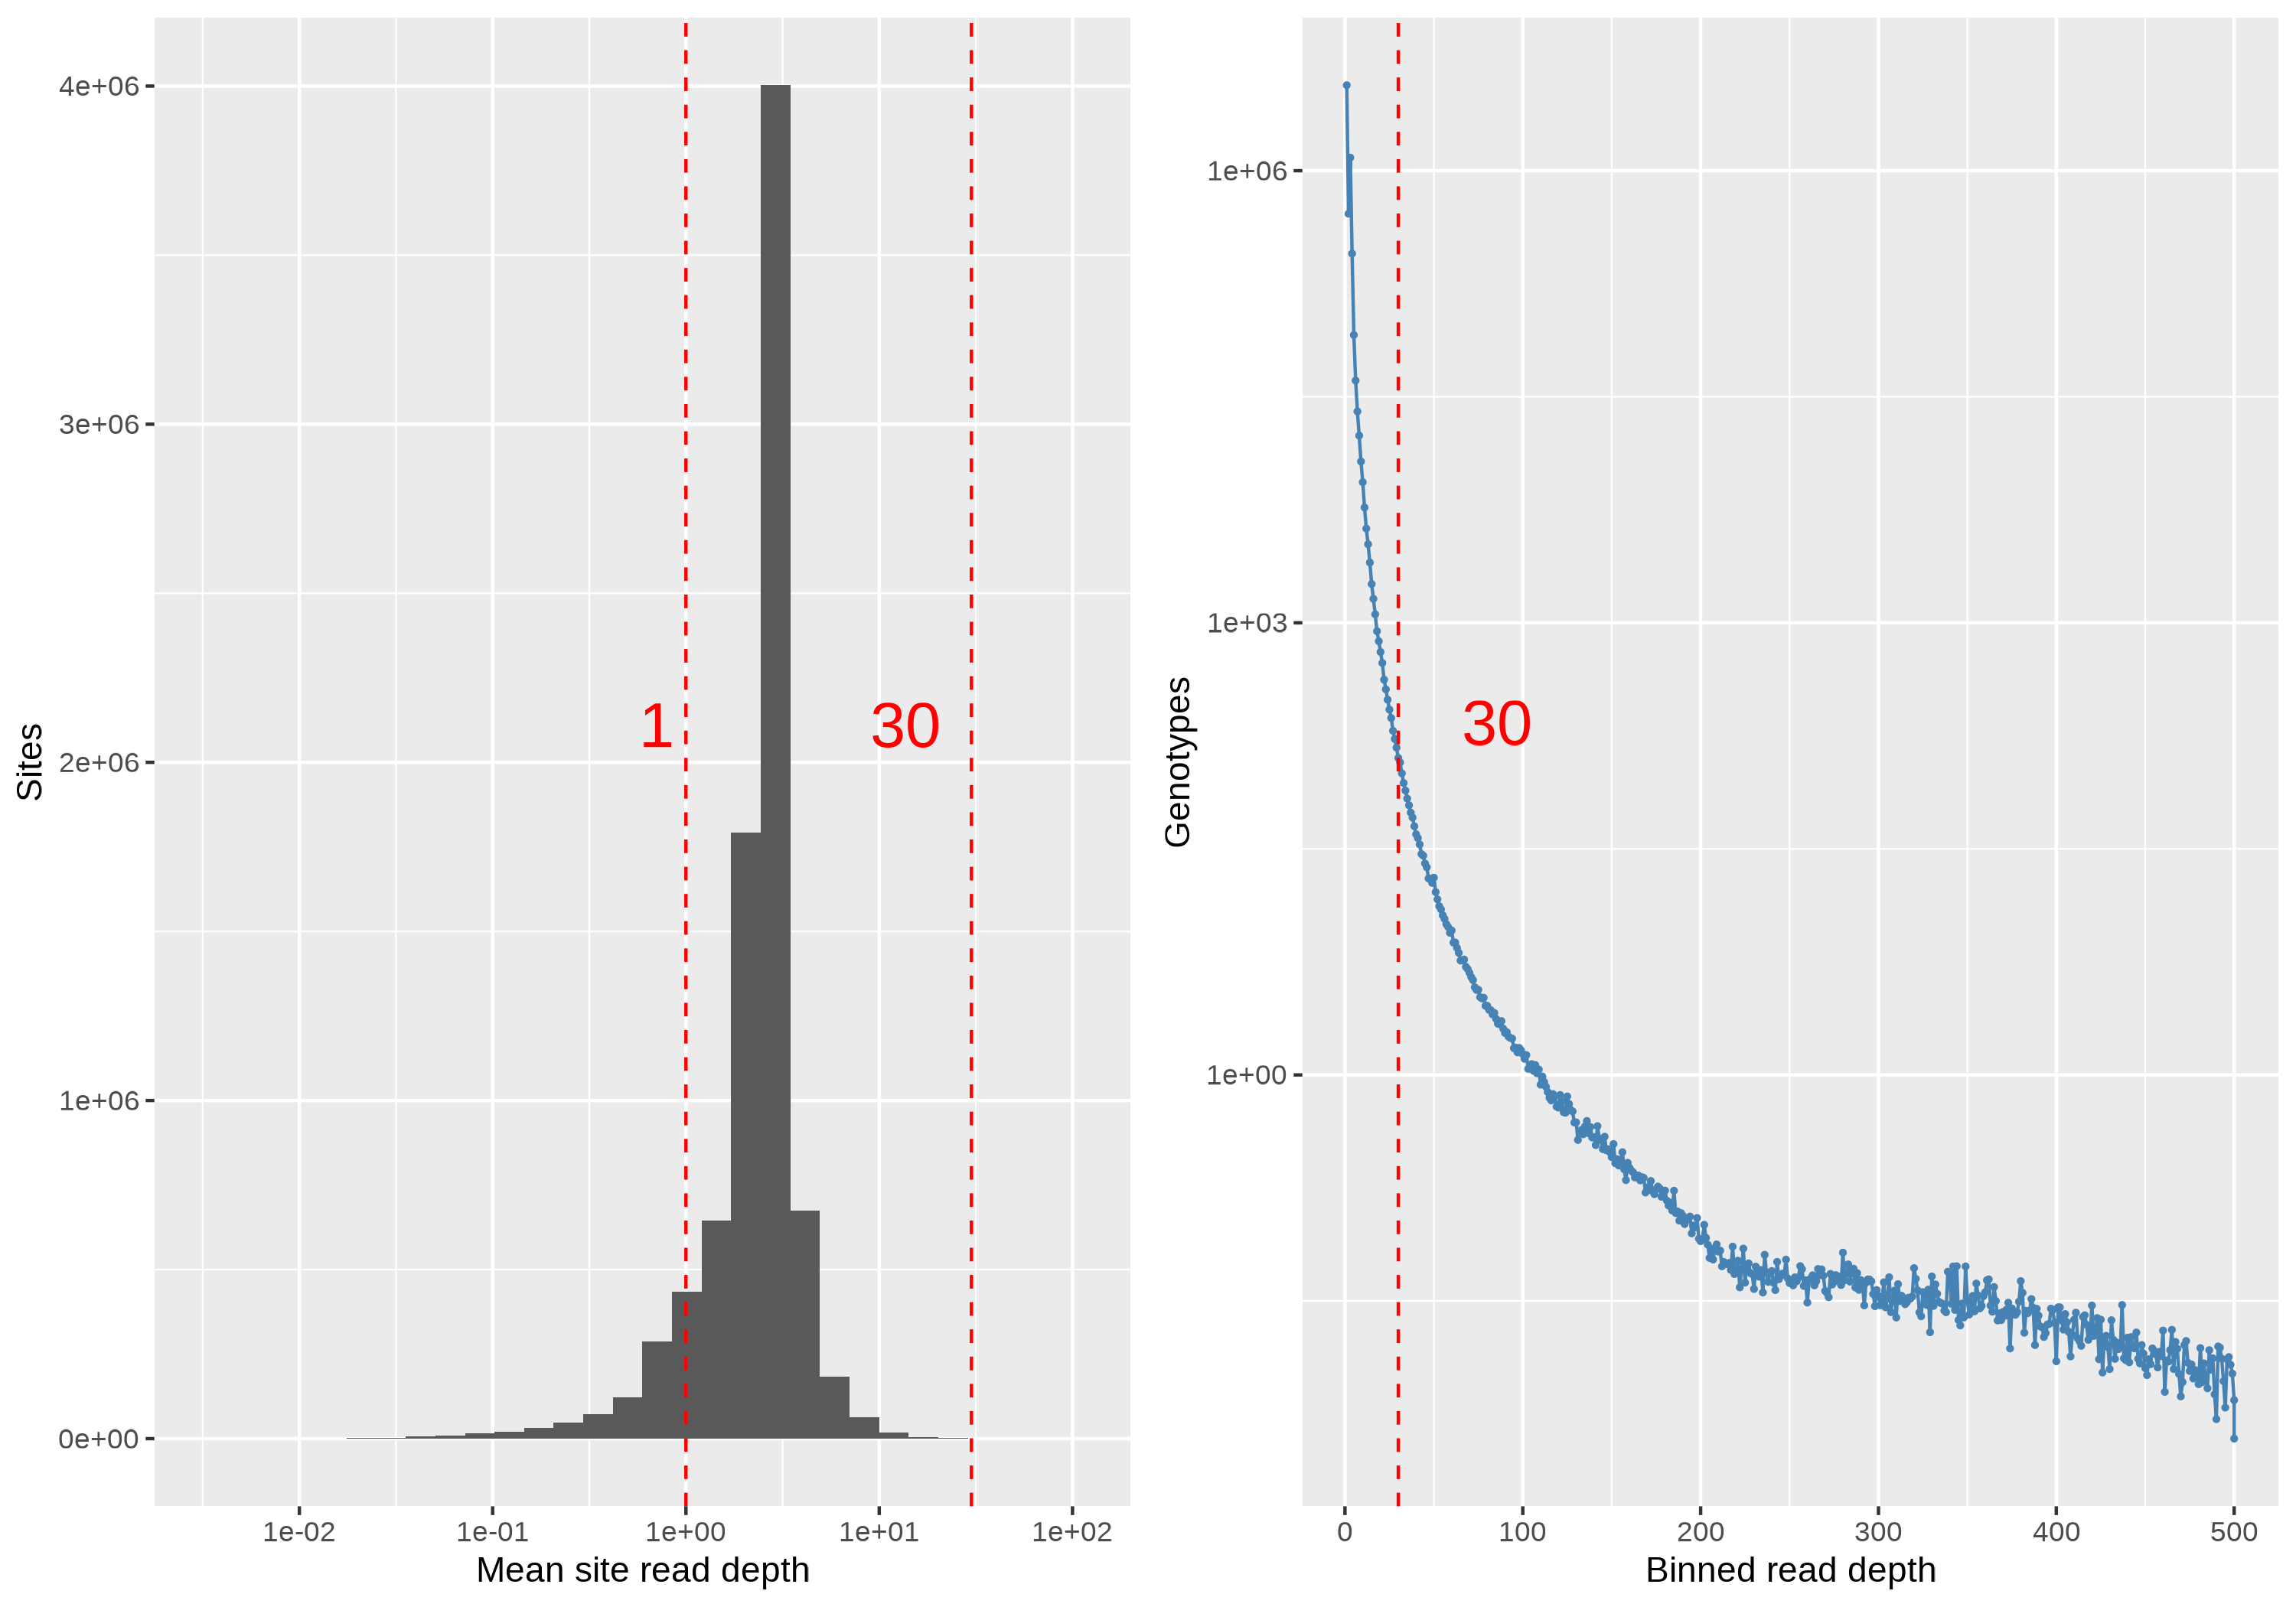 4e+06
3e+06
2e+06
1e+06
0e+00
Sites
1
30
1e-02
1e-01
1e+00
1e+01
1e+02
Mean site read depth
1e+06
1e+03
1e+00
Genotypes
30
0
100
200
300
400
500
Binned read depth